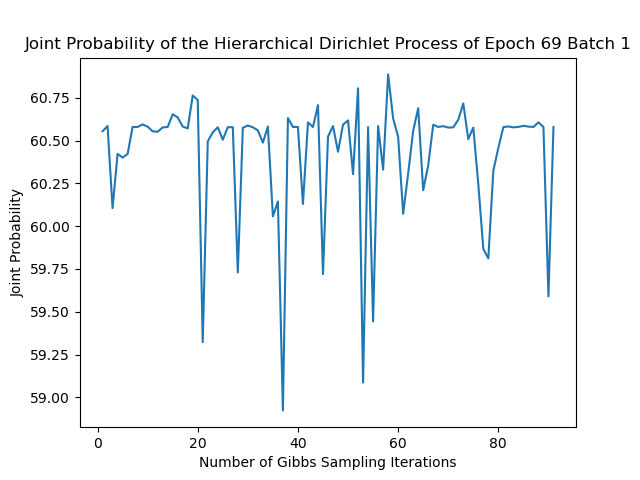 Joint Probability of the Hierarchical Dirichlet Process of Epoch 69 Batch 1
Joint Probability
60.75
60.50
60.25
60.00
59.75
59.50
59.25
59.00
0 20 40 60 80
Number of Gibbs Sampling Iterations